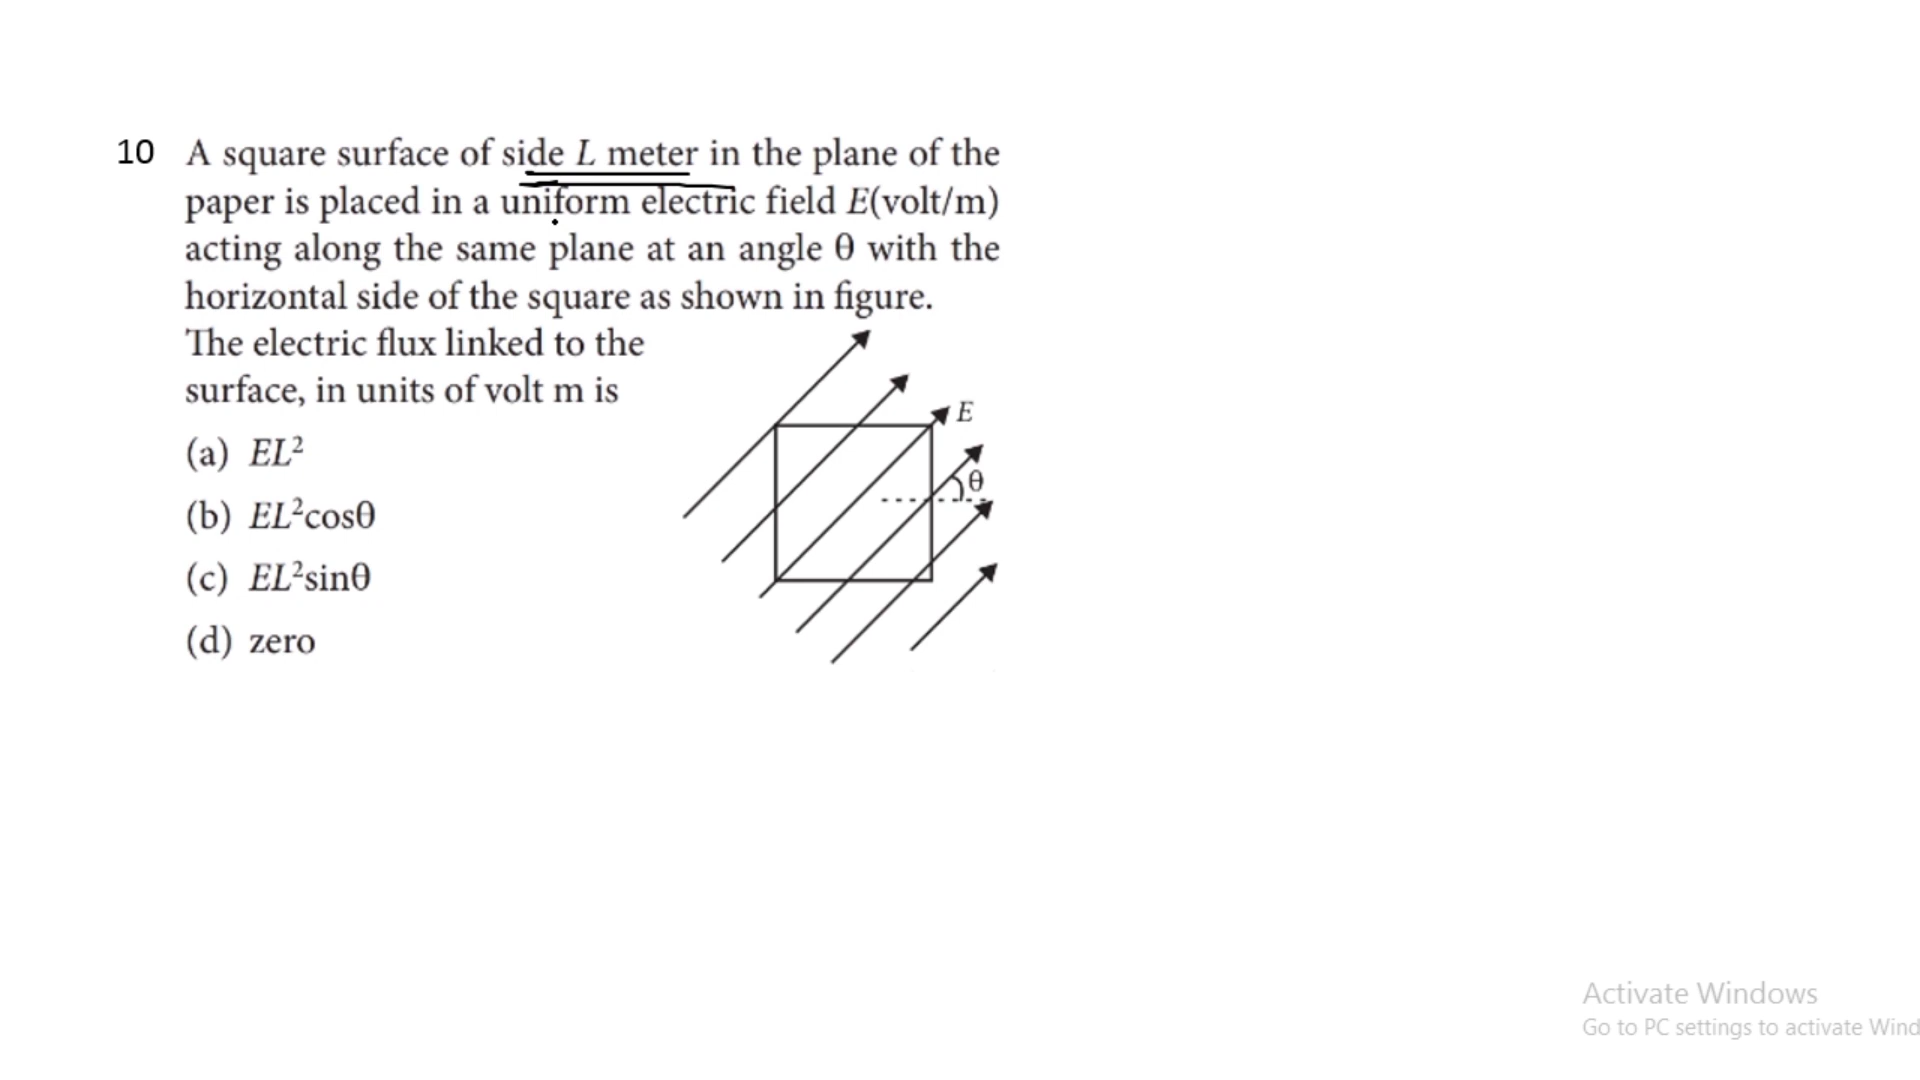 10 A square surface of side L meter in the plane of the
paper is placed in a uniform electric field E(volt/m)
acting along the same plane at an angle θ with the
horizontal side of the square as shown in figure.
The electric flux linked to the
surface, in units of volt m is
(a) EL²
(b) EL²cosθ
(c) EL²sinθ
(d) zero
E
θ
Activate Windows
Go to PC settings to activate Wind